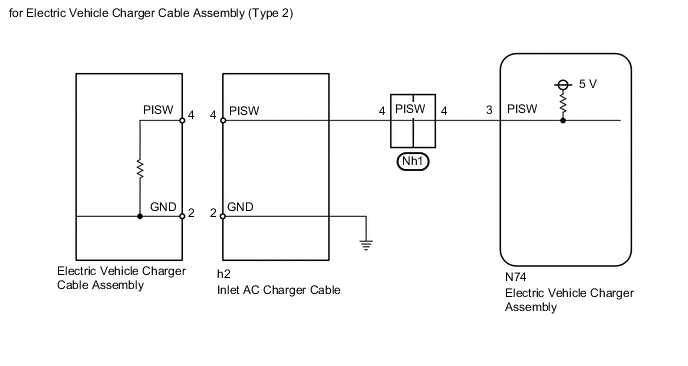 for Electric Vehicle Charger Cable Assembly (Type 2)
5 V
PISW 4 4 PISW 4 PISW 4 3 PISW
Nh1
GND 2 2 GND
Electric Vehicle Charger
Cable Assembly
h2
Inlet AC Charger Cable
N74
Electric Vehicle Charger
Assembly